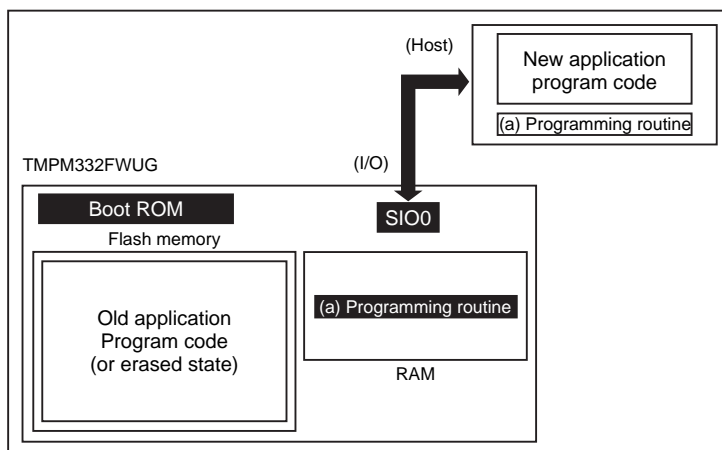 (Host)
New application
program code
(a) Programming routine
(I/O)
TMPM332FWUG
Boot ROM
SIO0
Flash memory
Old application
Program code
(or erased state)
(a) Programming routine
RAM